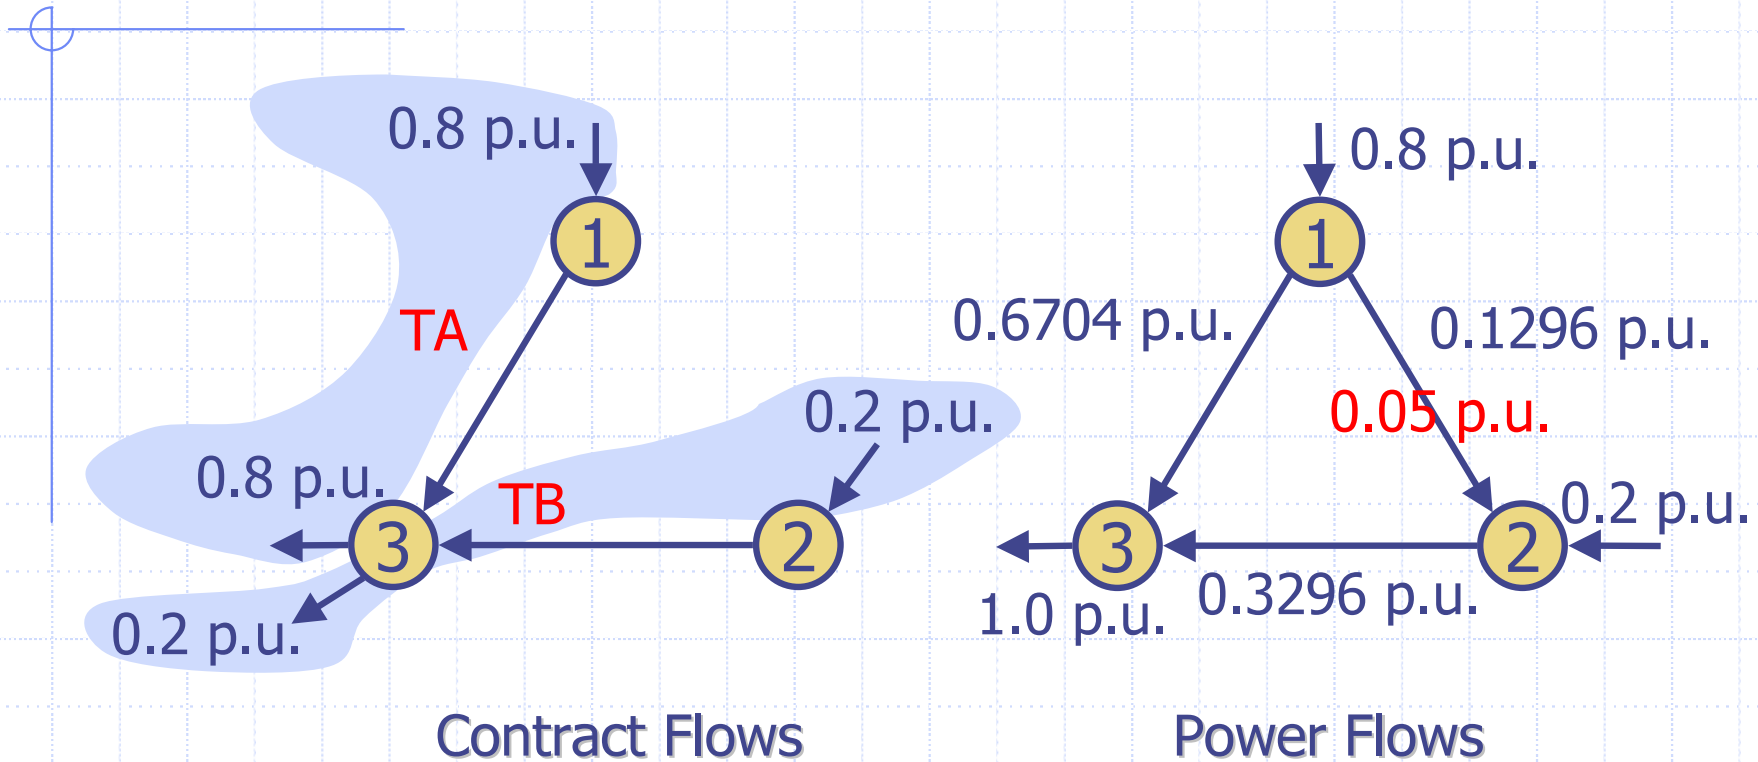 0.8 p.u.
1
TA
0.2 p.u.
0.8 p.u.
TB
3
2
0.2 p.u.
Contract Flows
0.8 p.u.
1
0.6704 p.u.
0.1296 p.u.
0.05 p.u.
0.2 p.u.
3
2
0.3296 p.u.
1.0 p.u.
Power Flows